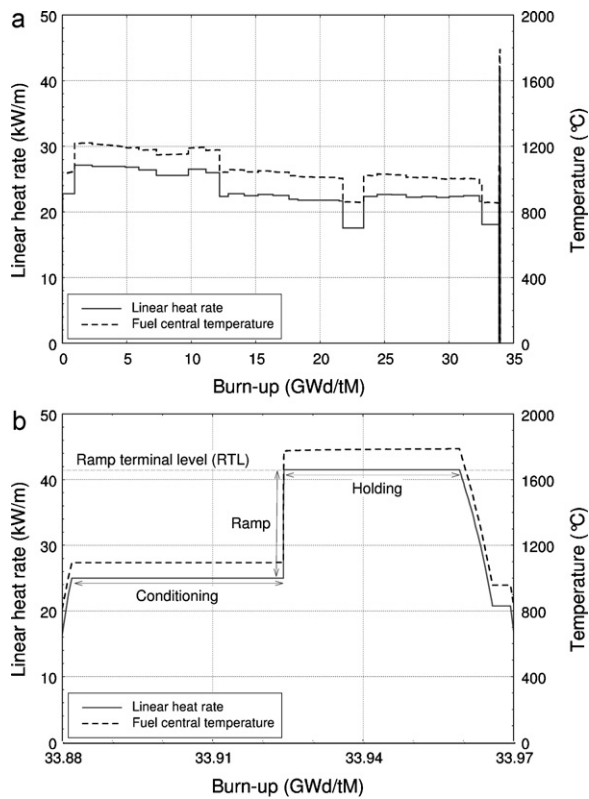 a
50
40
30
20
10
0
Linear heat rate (kW/m)
2000
1600
1200
800
400
0
Temperature (°C)
Linear heat rate
Fuel central temperature
0 5 10 15 20 25 30 35
Burn-up (GWd/tM)
b
50
40
30
20
10
0
Linear heat rate (kW/m)
2000
1600
1200
800
400
0
Temperature (°C)
Ramp terminal level (RTL)
Holding
Ramp
Conditioning
Linear heat rate
Fuel central temperature
33.88 33.91 33.94 33.97
Burn-up (GWd/tM)